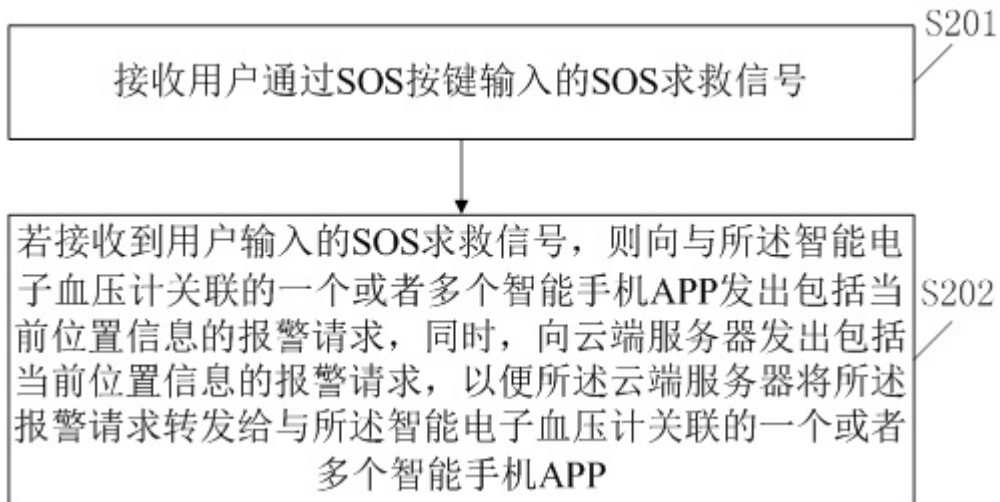 S201
接收用户通过SOS按键输入的SOS求救信号
若接收到用户输入的SOS求救信号，则向与所述智能电
子血压计关联的一个或者多个智能手机APP发出包括当
S202
前位置信息的报警请求，同时，向云端服务器发出包括
当前位置信息的报警请求，以便所述云端服务器将所述
报警请求转发给与所述智能电子血压计关联的一个或者
多个智能手机APP